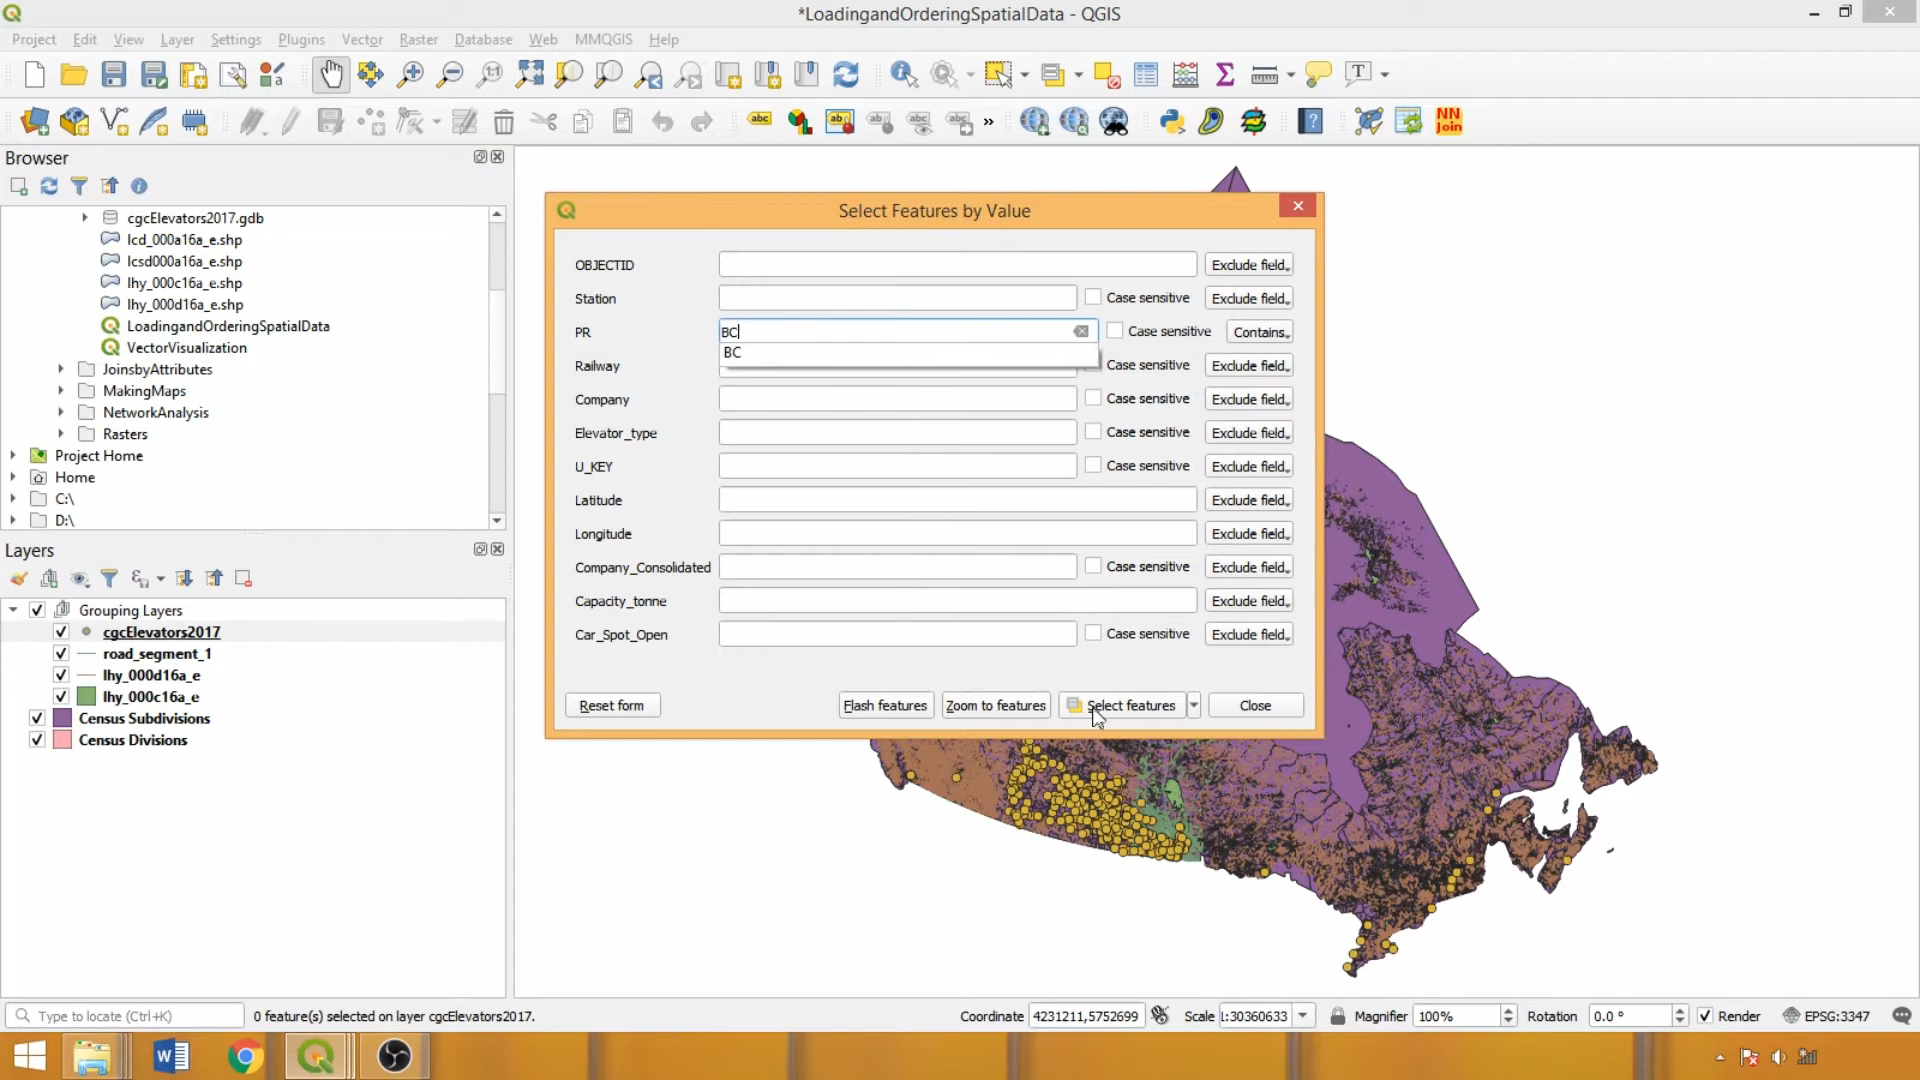 *LoadingandOrderingSpatialData - QGIS
Project Edit View Layer Settings Plugins Vector Raster Database Web MMQGIS Help
1:1
T
abc ab ab abc abc » ? NN Join
Browser
cgcElevators2017.gdb
lcd_000a16a_e.shp
lcsd000a16a_e.shp
lhy_000c16a_e.shp
lhy_000d16a_e.shp
LoadingandOrderingSpatialData
VectorVisualization
JoinsbyAttributes
MakingMaps
NetworkAnalysis
Rasters
Project Home
Home
C:\
D:\
Layers
Grouping Layers
cgcElevators2017
road_segment_1
lhy_000d16a_e
lhy_000c16a_e
Census Subdivisions
Census Divisions
Select Features by Value
OBJECTID Exclude field
Station Case sensitive Exclude field
PR BC Case sensitive Contains
BC
Railway Case sensitive Exclude field
Company Case sensitive Exclude field
Elevator_type Case sensitive Exclude field
U_KEY Case sensitive Exclude field
Latitude Exclude field
Longitude Exclude field
Company_Consolidated Case sensitive Exclude field
Capacity_tonne Exclude field
Car_Spot_Open Case sensitive Exclude field
Reset form Flash features Zoom to features Select features Close
Type to locate (Ctrl+K) 0 feature(s) selected on layer cgcElevators2017. Coordinate 4231211,5752699 Scale 1:30360633 Magnifier 100% Rotation 0.0 ° Render EPSG:3347